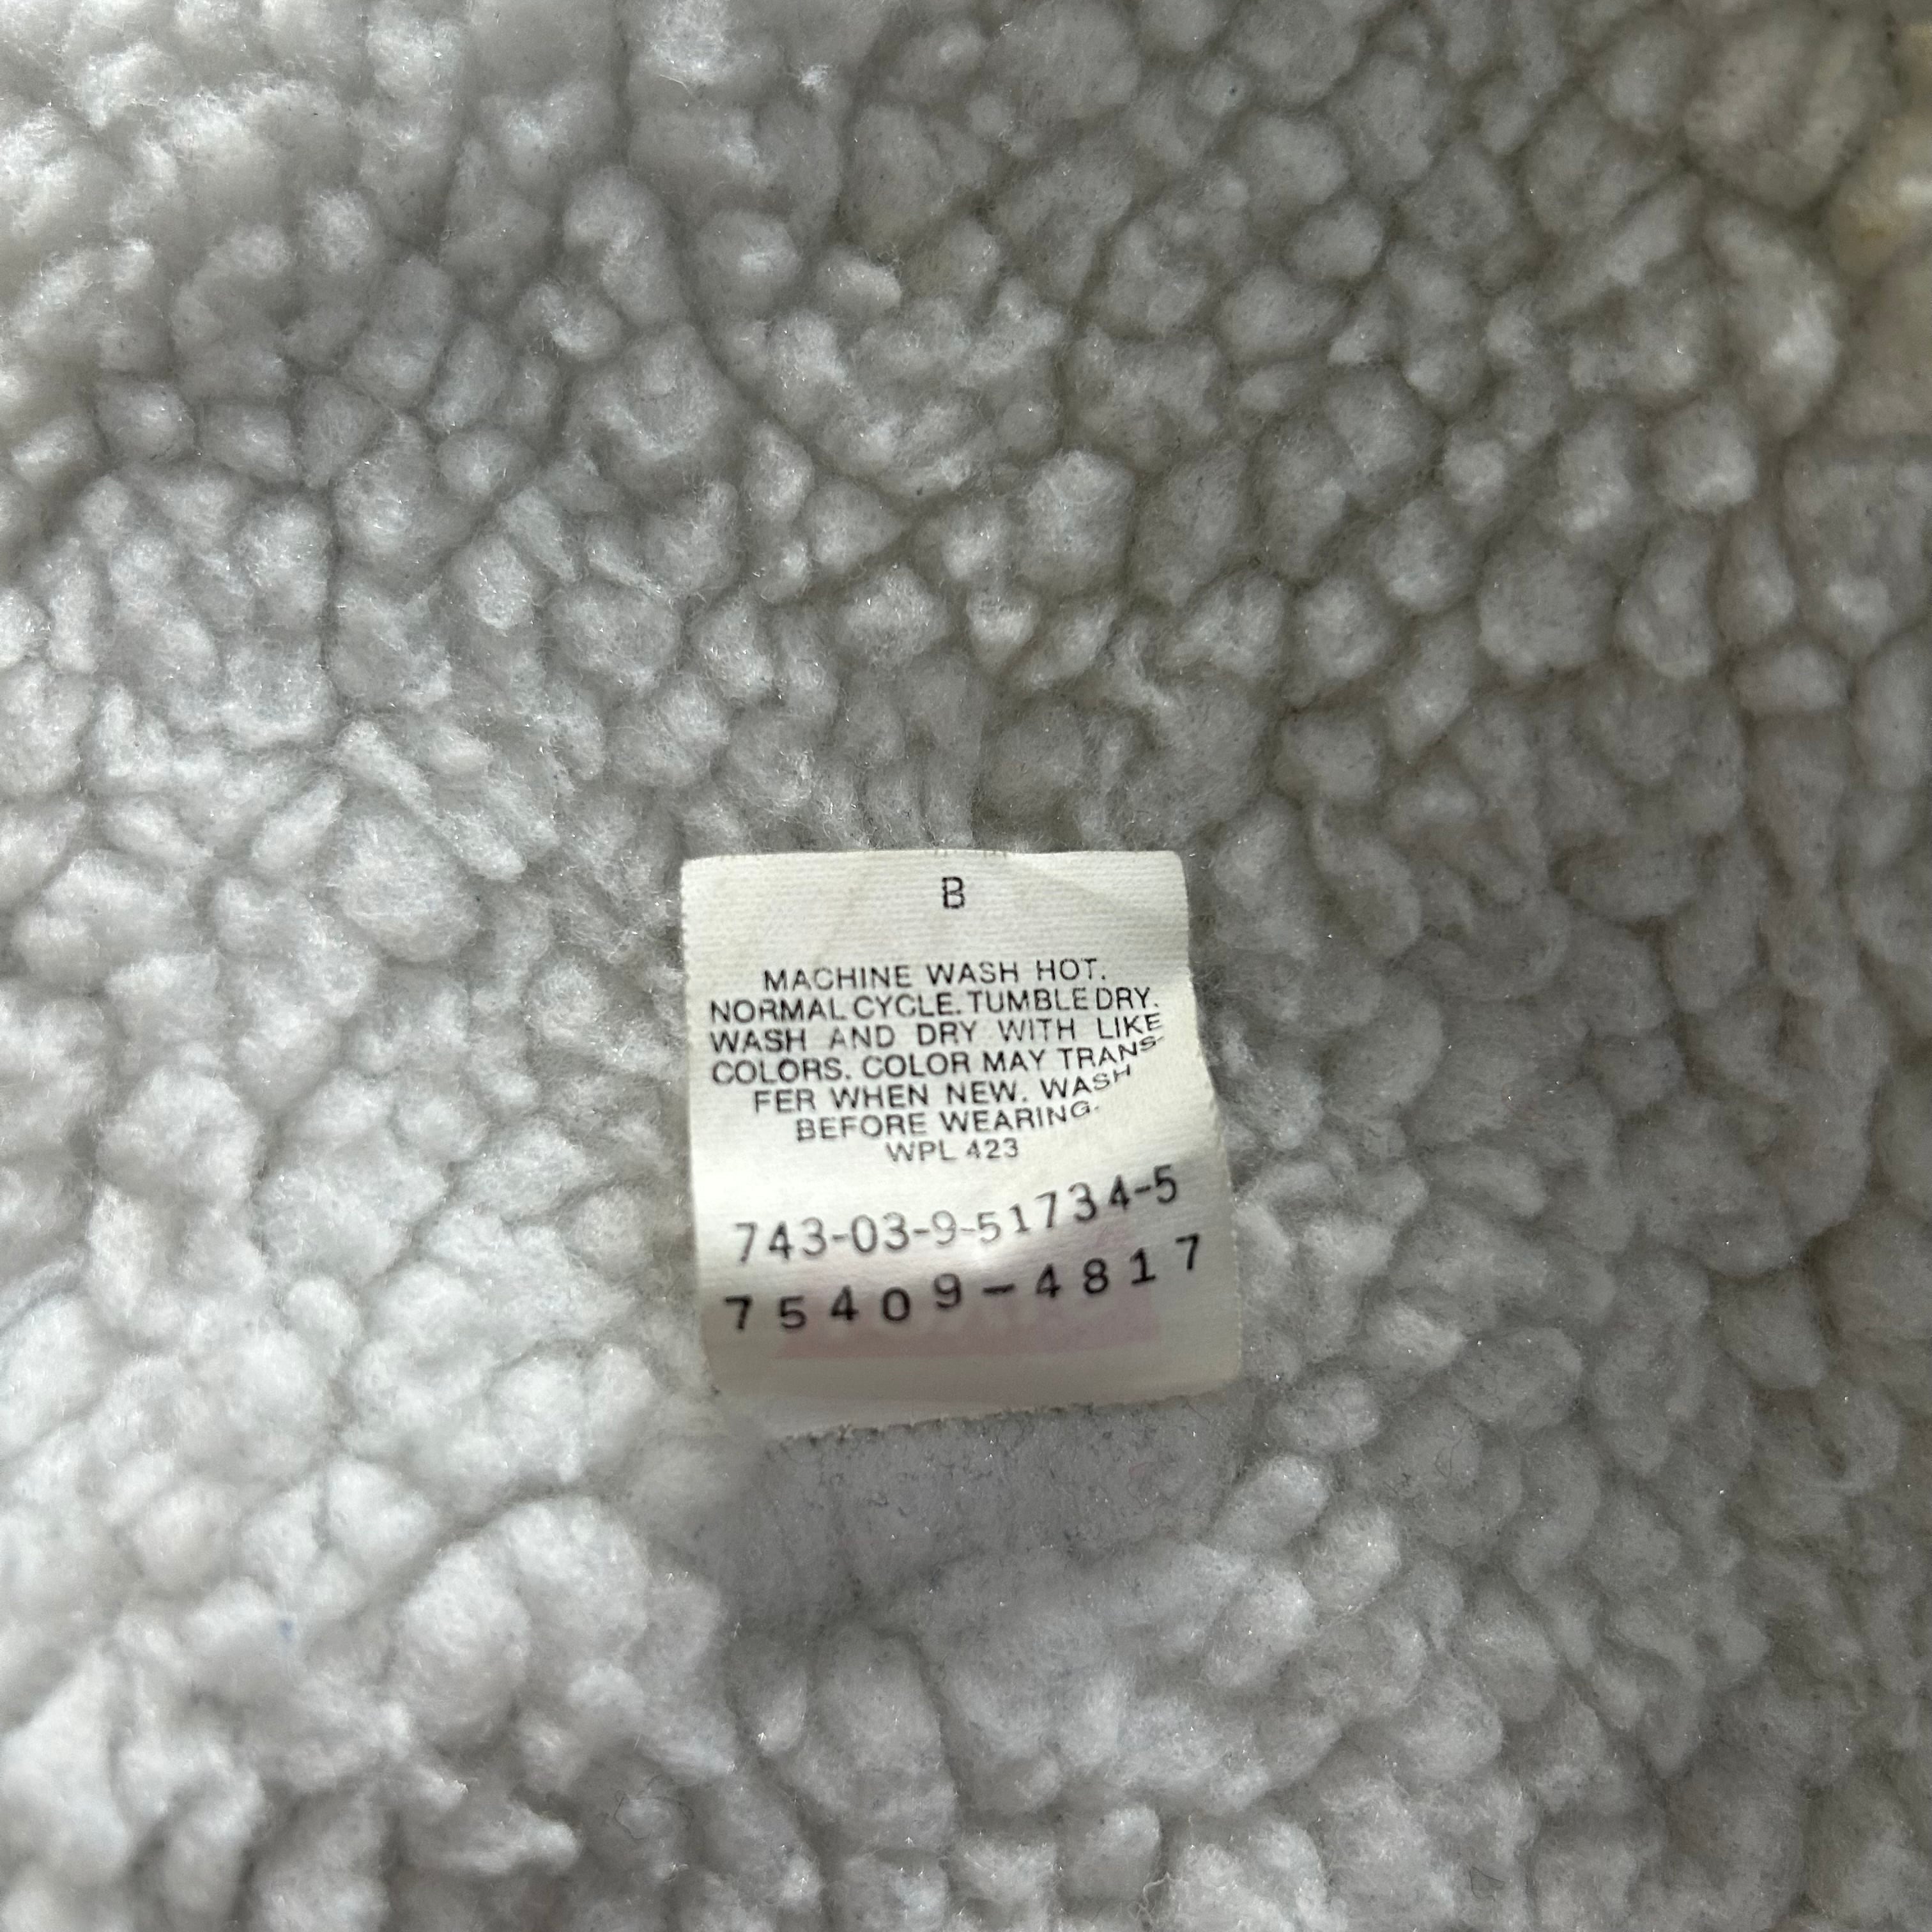 B
MACHINE WASH HOT.
NORMAL CYCLE. TUMBLE DRY.
WASH AND DRY WITH LIKE
COLORS. COLOR MAY TRANS-
FER WHEN NEW. WASH
BEFORE WEARING.
WPL 423
743-03-9-51734-5
75409-4817